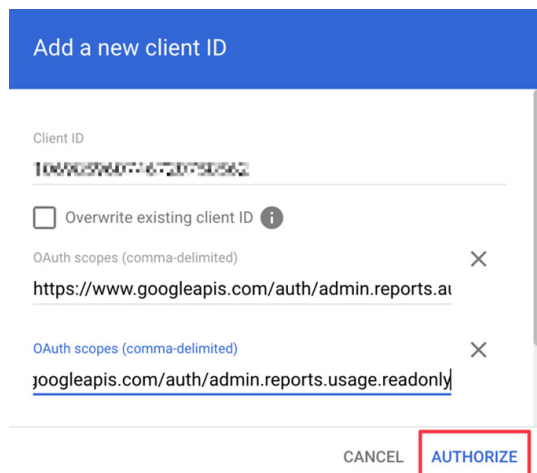 Add a new client ID
Client ID
Overwrite existing client ID
OAuth scopes (comma-delimited)
https://www.googleapis.com/auth/admin.reports.au
OAuth scopes (comma-delimited)
googleapis.com/auth/admin.reports.usage.readonly
CANCEL AUTHORIZE